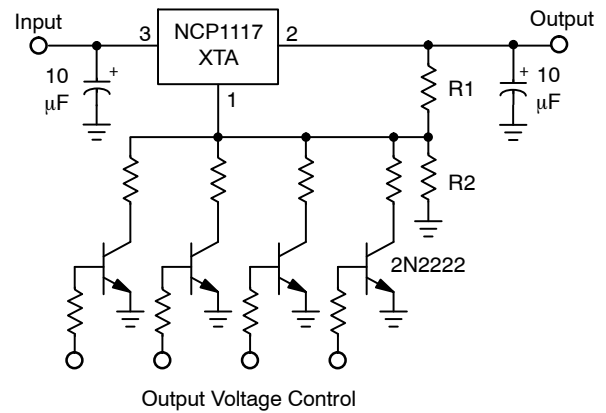 Input
Output
3
NCP1117
XTA
2
10
μF
+
1
R1
+
10
μF
R2
2N2222
Output Voltage Control